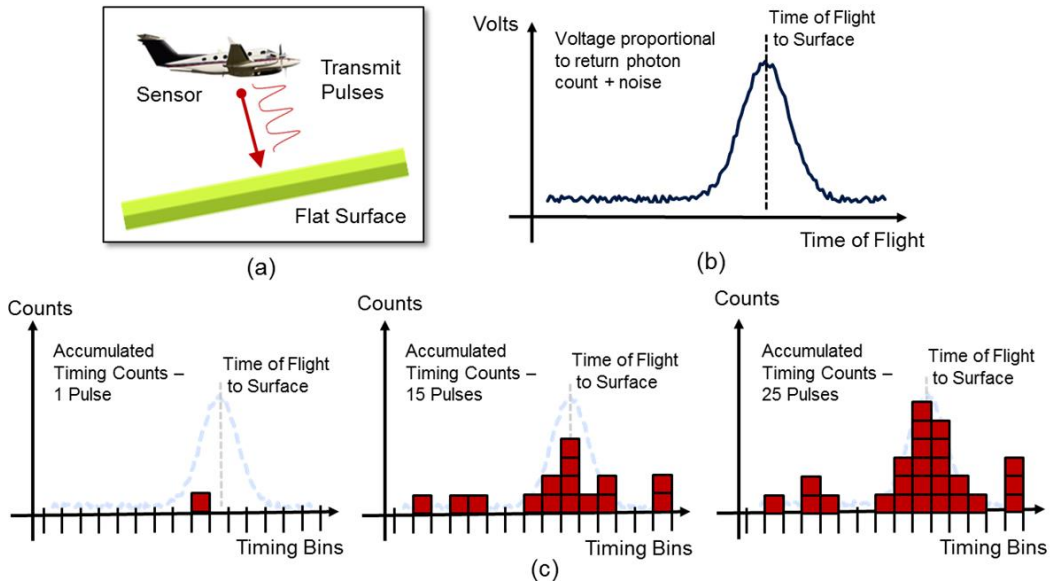 Sensor
Transmit
Pulses
Flat Surface
(a)
Volts
Voltage proportional
to return photon
count + noise
Time of Flight
to Surface
Time of Flight
(b)
Counts
Accumulated
Timing Counts –
1 Pulse
Time of Flight
to Surface
Timing Bins
Counts
Accumulated
Timing Counts –
15 Pulses
Time of Flight
to Surface
Timing Bins
Counts
Accumulated
Timing Counts –
25 Pulses
Time of Flight
to Surface
Timing Bins
(c)